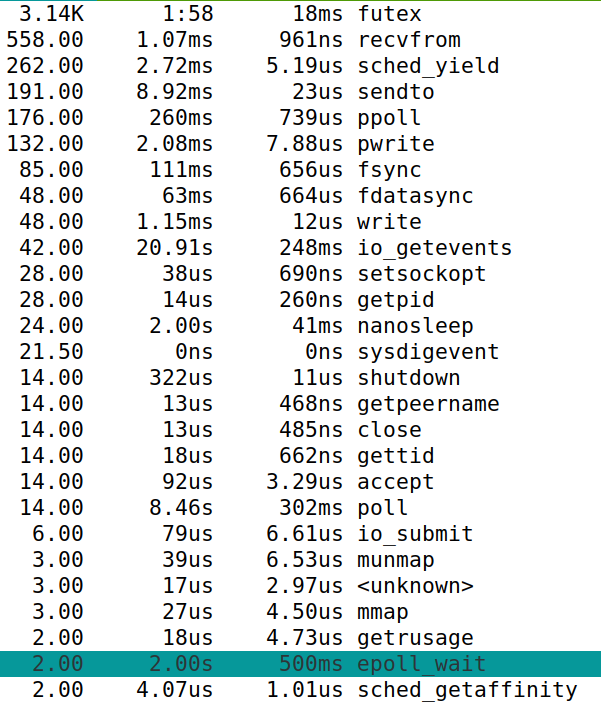 3.14K 1:58 18ms futex
558.00 1.07ms 961ns recvfrom
262.00 2.72ms 5.19us sched_yield
191.00 8.92ms 23us sendto
176.00 260ms 739us ppoll
132.00 2.08ms 7.88us pwrite
85.00 111ms 656us fsync
48.00 63ms 664us fdatasync
48.00 1.15ms 12us write
42.00 20.91s 248ms io_getevents
28.00 38us 690ns setsockopt
28.00 14us 260ns getpid
24.00 2.00s 41ms nanosleep
21.50 0ns 0ns sysdigevent
14.00 322us 11us shutdown
14.00 13us 468ns getpeername
14.00 13us 485ns close
14.00 18us 662ns gettid
14.00 92us 3.29us accept
14.00 8.46s 302ms poll
6.00 79us 6.61us io_submit
3.00 39us 6.53us munmap
3.00 17us 2.97us <unknown>
3.00 27us 4.50us mmap
2.00 18us 4.73us getrusage
2.00 2.00s 500ms epoll_wait
2.00 4.07us 1.01us sched_getaffinity